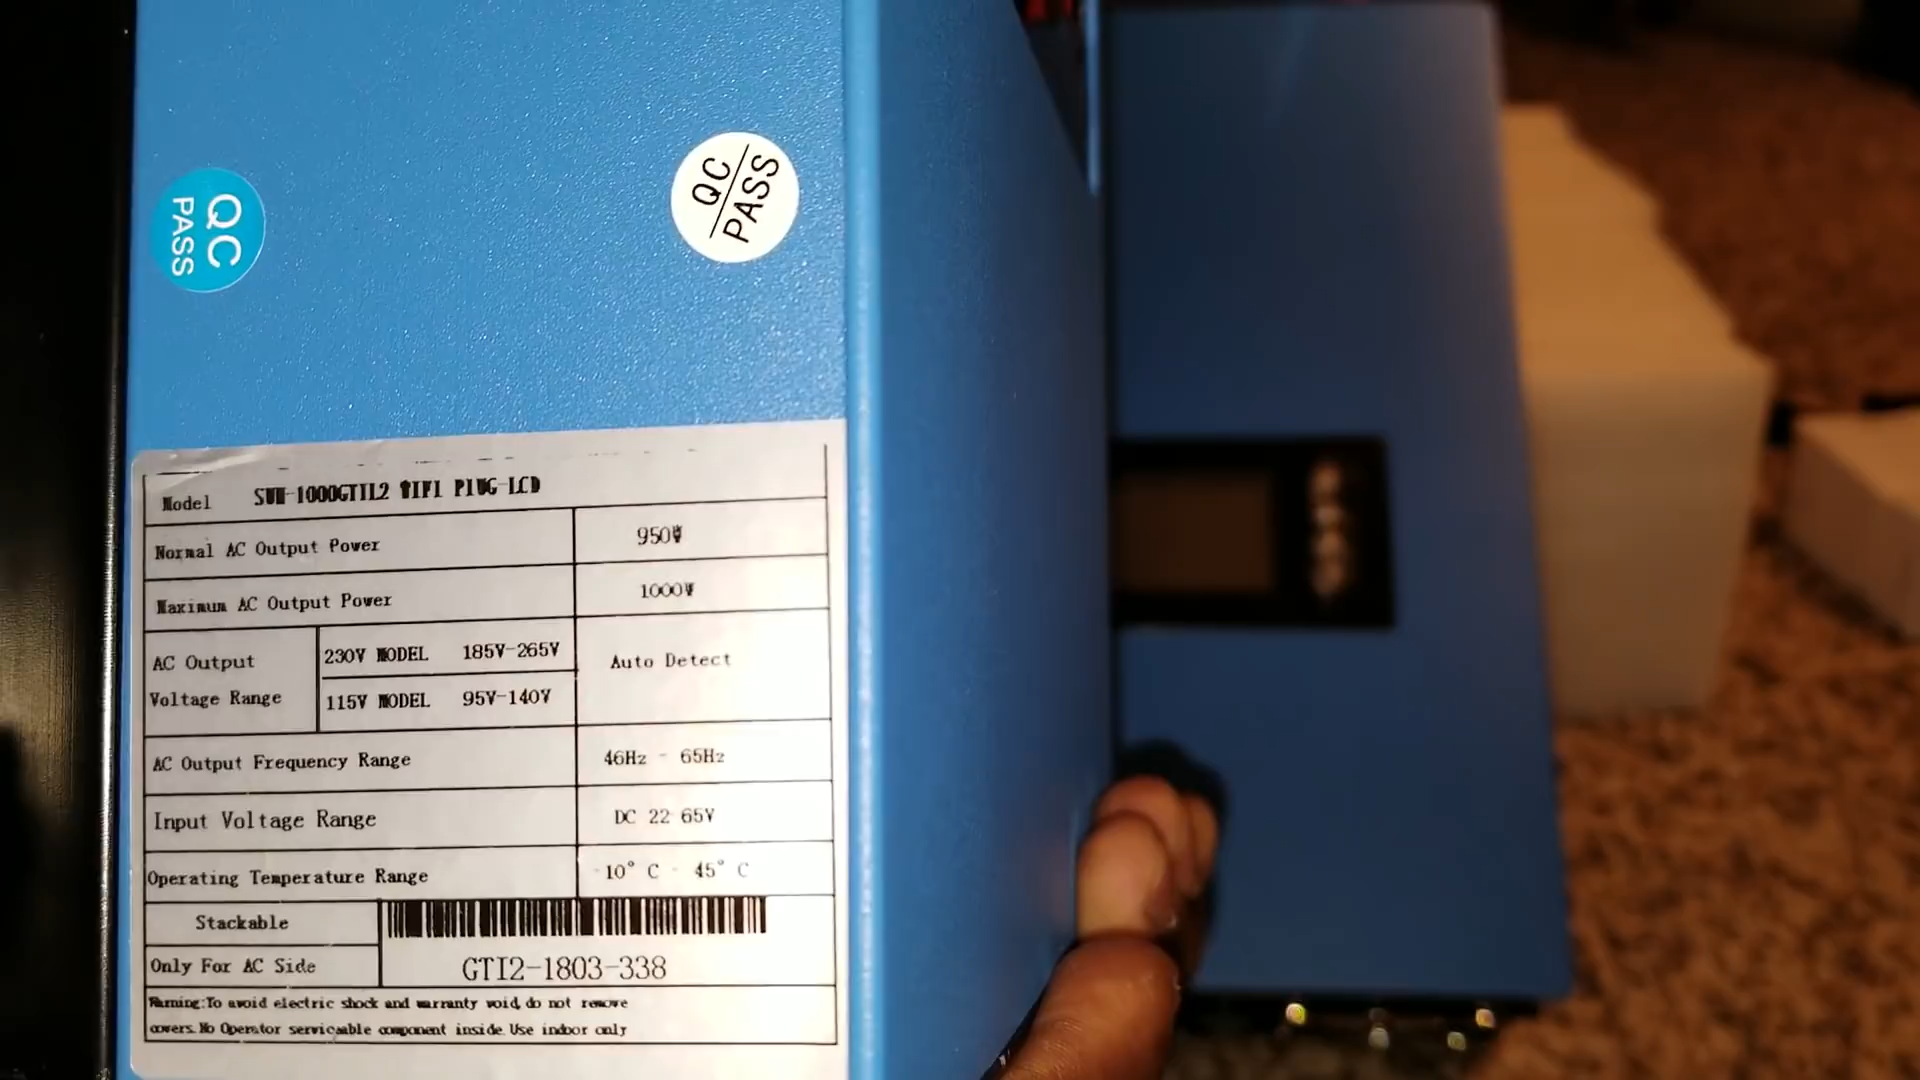 QC
PASS
QC
PASS
Model SUN-1000GTIL2 WIFI PLUG-LCD
Normal AC Output Power 950W
Maximum AC Output Power 1000W
AC Output Voltage Range 230V MODEL 185V-265V Auto Detect
115V MODEL 95V-140V
AC Output Frequency Range 46Hz - 65Hz
Input Voltage Range DC 22-65V
Operating Temperature Range -10° C - 45° C
Stackable
Only For AC Side GTI2-1803-338
Warning:To avoid electric shock and warranty void, do not remove
covers.No Operator serviceable component inside.Use indoor only